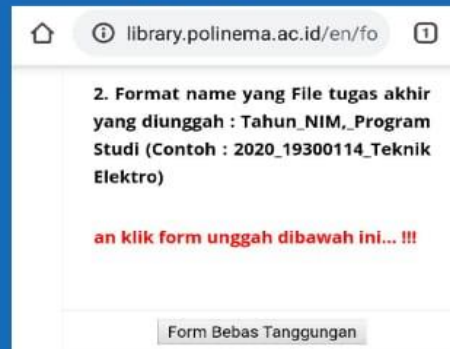 library.polinema.ac.id/en/fo
1
2. Format name yang File tugas akhir
yang diunggah : Tahun_NIM,_Program
Studi (Contoh : 2020_19300114_Teknik
Elektro)
an klik form unggah dibawah ini... !!!
Form Bebas Tanggungan